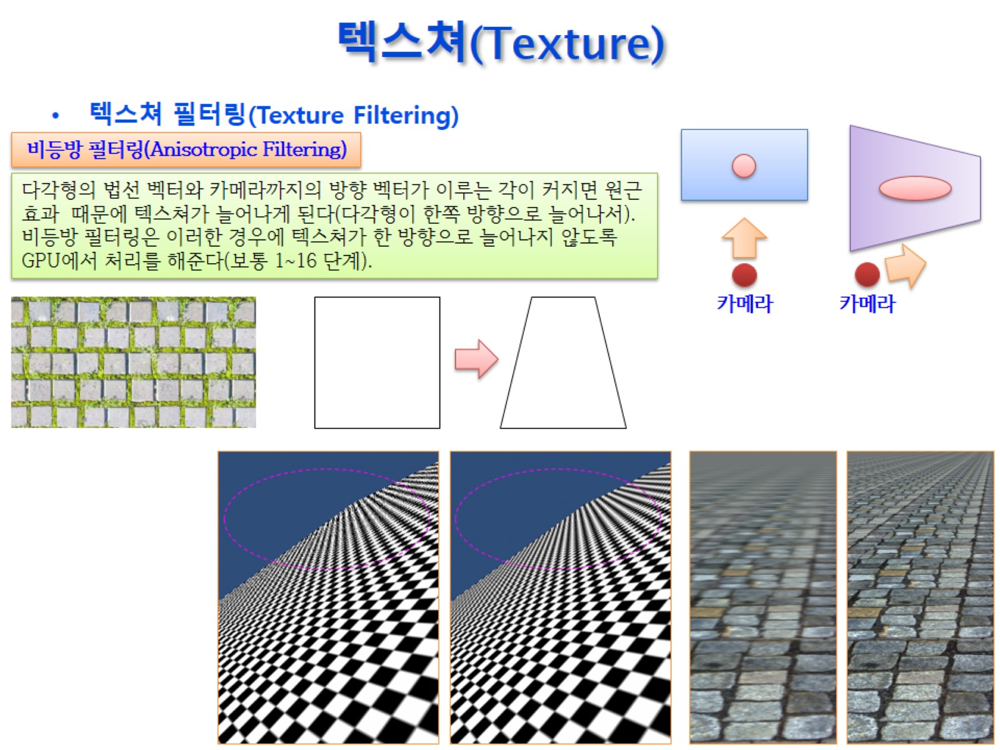 텍스쳐(Texture)
• 텍스쳐 필터링(Texture Filtering)
비등방 필터링(Anisotropic Filtering)
다각형의 법선 벡터와 카메라까지의 방향 벡터가 이루는 각이 커지면 원근
효과 때문에 텍스쳐가 늘어나게 된다(다각형이 한쪽 방향으로 늘어나서).
비등방 필터링은 이러한 경우에 텍스쳐가 한 방향으로 늘어나지 않도록
GPU에서 처리를 해준다(보통 1~16 단계).
카메라
카메라